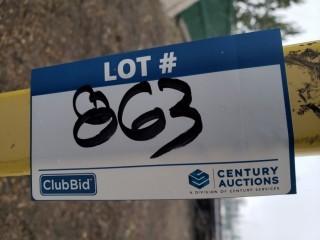 LOT #
863
ClubBid
CENTURY
AUCTIONS
A DIVISION OF CENTURY SERVICES